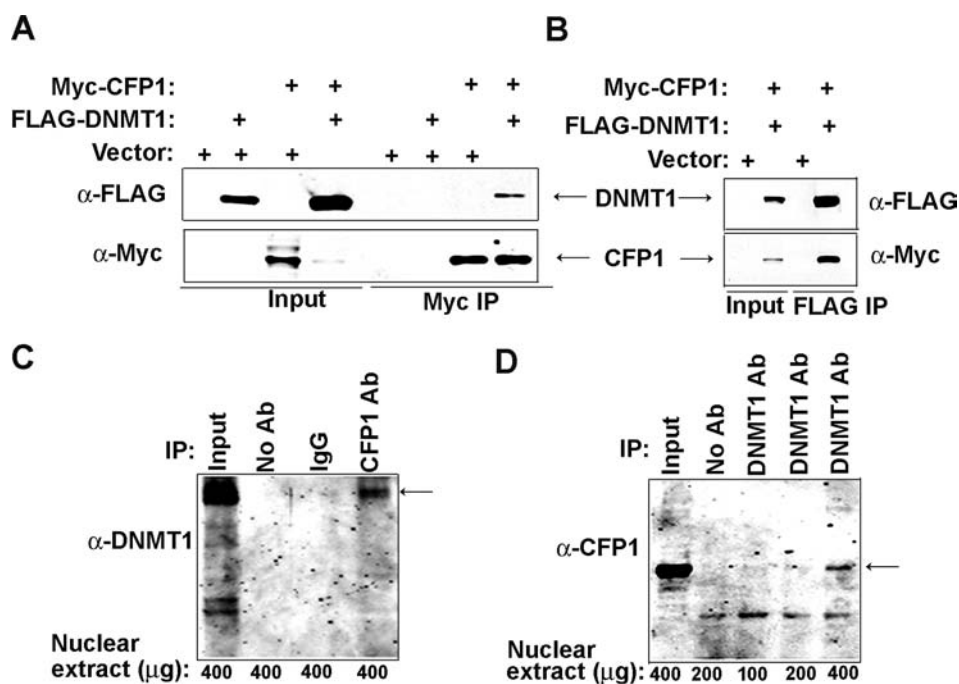 A
Myc-CFP1: + + + +
FLAG-DNMT1: + + + +
Vector: + + + + + +
α-FLAG
α-Myc
Input Myc IP
DNMT1
CFP1
B
Myc-CFP1: + +
FLAG-DNMT1: + +
Vector: + +
α-FLAG
α-Myc
Input FLAG IP
C
IP: Input No Ab IgG CFP1 Ab
α-DNMT1
Nuclear
extract (μg): 400 400 400 400
D
IP: Input No Ab DNMT1 Ab DNMT1 Ab DNMT1 Ab
α-CFP1
Nuclear
extract (μg): 400 200 100 200 400